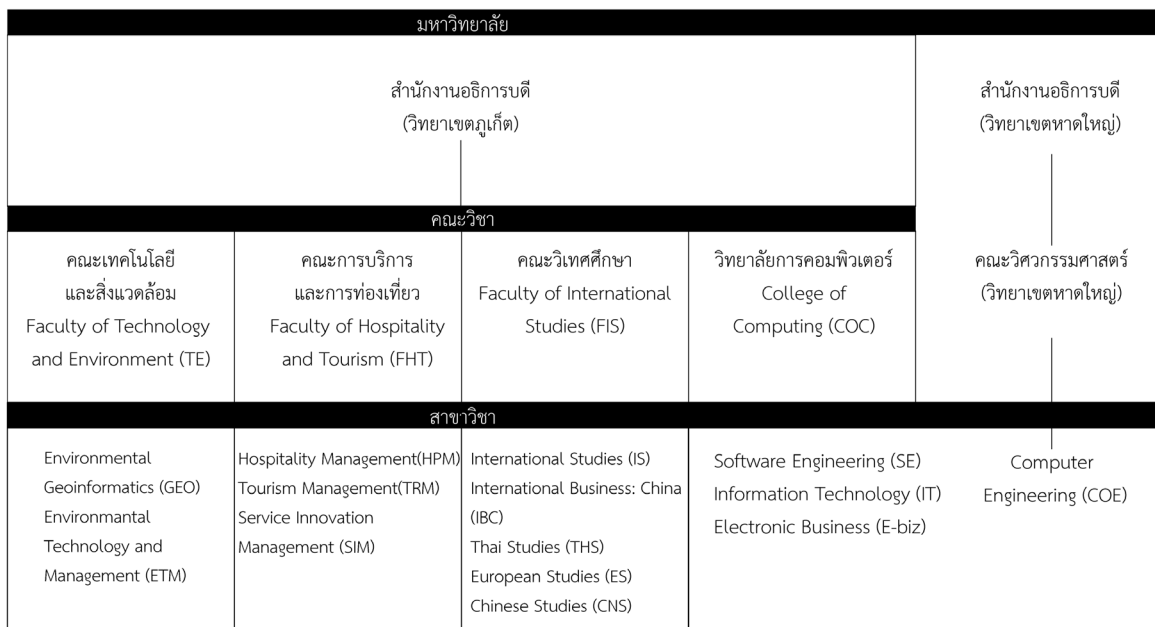 มหาวิทยาลัย
สำนักงานอธิการบดี
(วิทยาเขตภูเก็ต)
สำนักงานอธิการบดี
(วิทยาเขตหาดใหญ่)
คณะวิชา
คณะเทคโนโลยี
และสิ่งแวดล้อม
Faculty of Technology
and Environment (TE)
คณะการบริการ
และการท่องเที่ยว
Faculty of Hospitality
and Tourism (FHT)
คณะวิเทศศึกษา
Faculty of International
Studies (FIS)
วิทยาลัยการคอมพิวเตอร์
College of
Computing (COC)
คณะวิศวกรรมศาสตร์
(วิทยาเขตหาดใหญ่)
สาขาวิชา
Environmental
Geoinformatics (GEO)
Environmantal
Technology and
Management (ETM)
Hospitality Management(HPM)
Tourism Management(TRM)
Service Innovation
Management (SIM)
International Studies (IS)
International Business: China
(IBC)
Thai Studies (THS)
European Studies (ES)
Chinese Studies (CNS)
Software Engineering (SE)
Information Technology (IT)
Electronic Business (E-biz)
Computer
Engineering (COE)